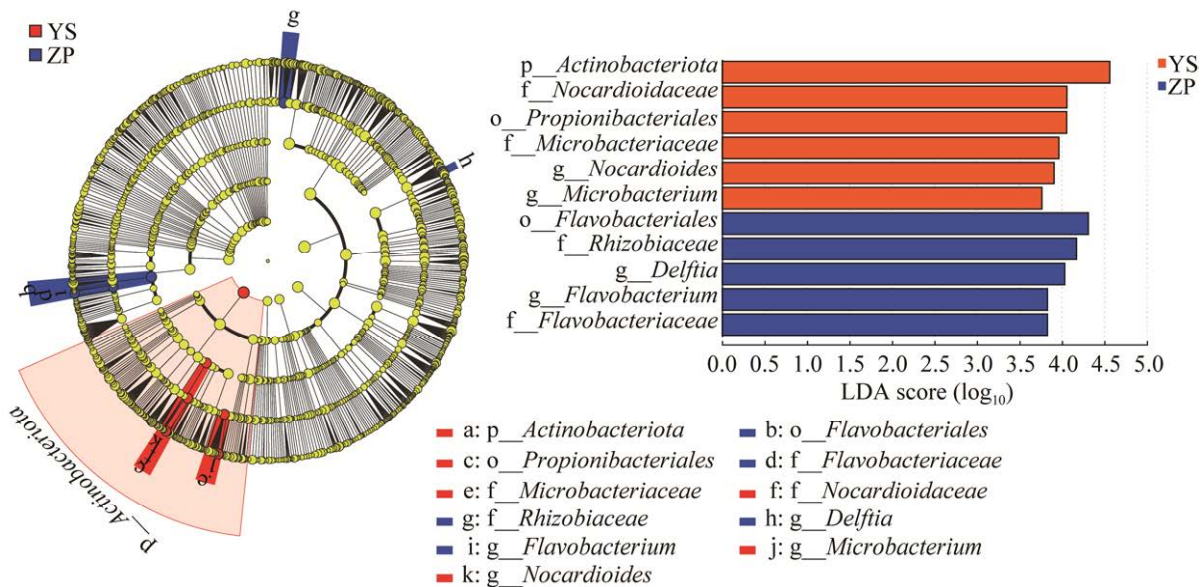 YS
ZP
g
h
b
d
i
k
f
c
j
e
p__Actinobacteriota
p__Actinobacteriota
f__Nocardioidaceae
o__Propionibacteriales
f__Microbacteriaceae
g__Nocardioides
g__Microbacterium
o__Flavobacteriales
f__Rhizobiaceae
g__Delftia
g__Flavobacterium
f__Flavobacteriaceae
YS
ZP
0.0 0.5 1.0 1.5 2.0 2.5 3.0 3.5 4.0 4.5 5.0
LDA score (log₁₀)
a: p__Actinobacteriota b: o__Flavobacteriales
c: o__Propionibacteriales d: f__Flavobacteriaceae
e: f__Microbacteriaceae f: f__Nocardioidaceae
g: f__Rhizobiaceae h: g__Delftia
i: g__Flavobacterium j: g__Microbacterium
k: g__Nocardioides